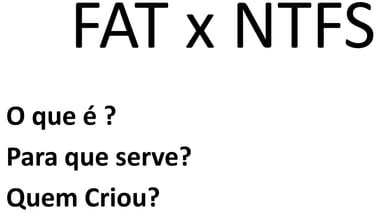 FAT x NTFS
O que é ?
Para que serve?
Quem Criou?